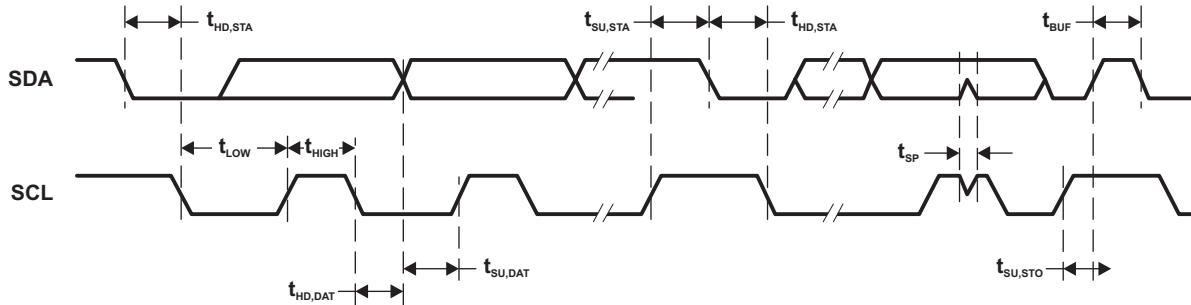 tHD,STA
tSU,STA
tHD,STA
tBUF
SDA
tLOW
tHIGH
tSP
SCL
tSU,DAT
tSU,STO
tHD,DAT